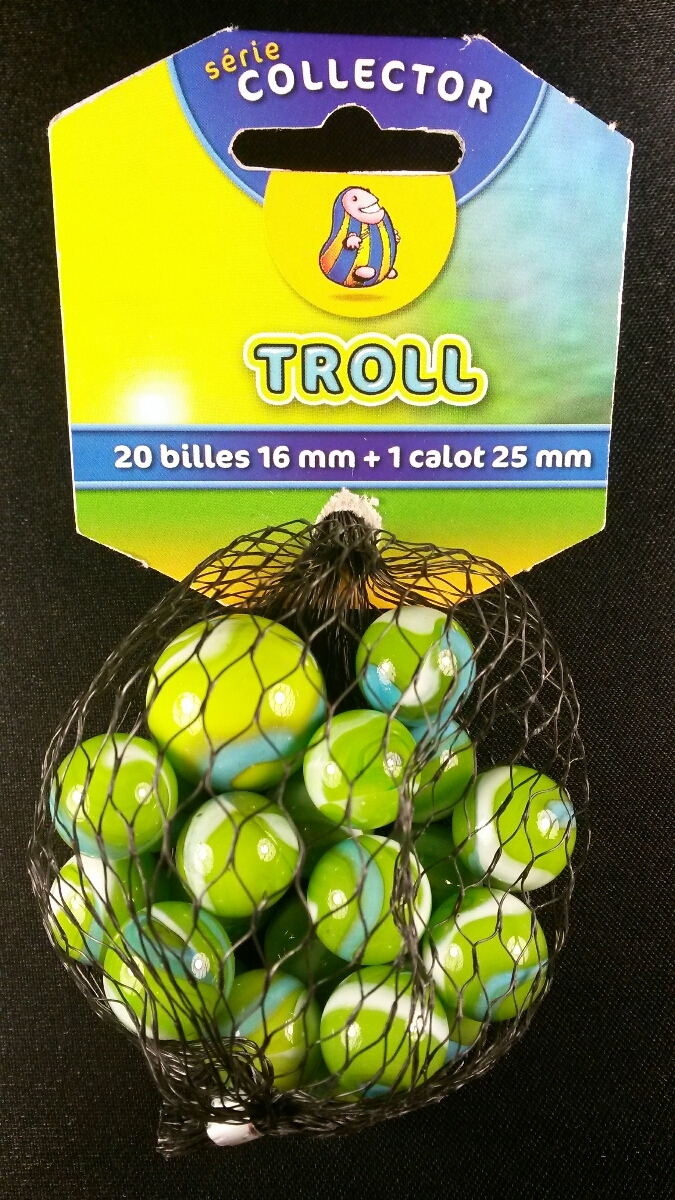 série
COLLECTOR
TROLL
20 billes 16 mm + 1 calot 25 mm